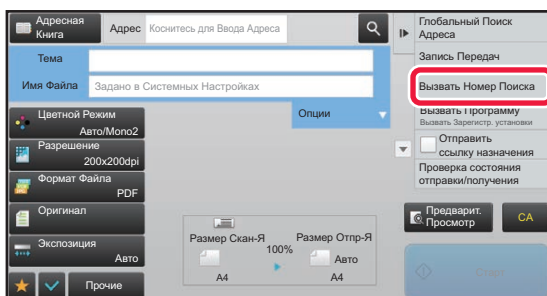 Адресная
Книга
Адрес
Коснитесь для Ввода Адреса
Тема
Имя Файла
Задано в Системных Настройках
Цветной Режим
Авто/Mono2
Опции
Разрешение
200x200dpi
Формат Файла
PDF
Оригинал
Экспозиция
Авто
Прочие
Размер Скан-Я
100%
Размер Отпр-Я
Авто
A4
A4
Глобальный Поиск
Адреса
Запись Передач
Вызвать Номер Поиска
Вызвать Программу
Вызвать Зарегистр. установки
Отправить
ссылку назначения
Проверка состояния
отправки/получения
Предварит.
Просмотр
CA
Старт